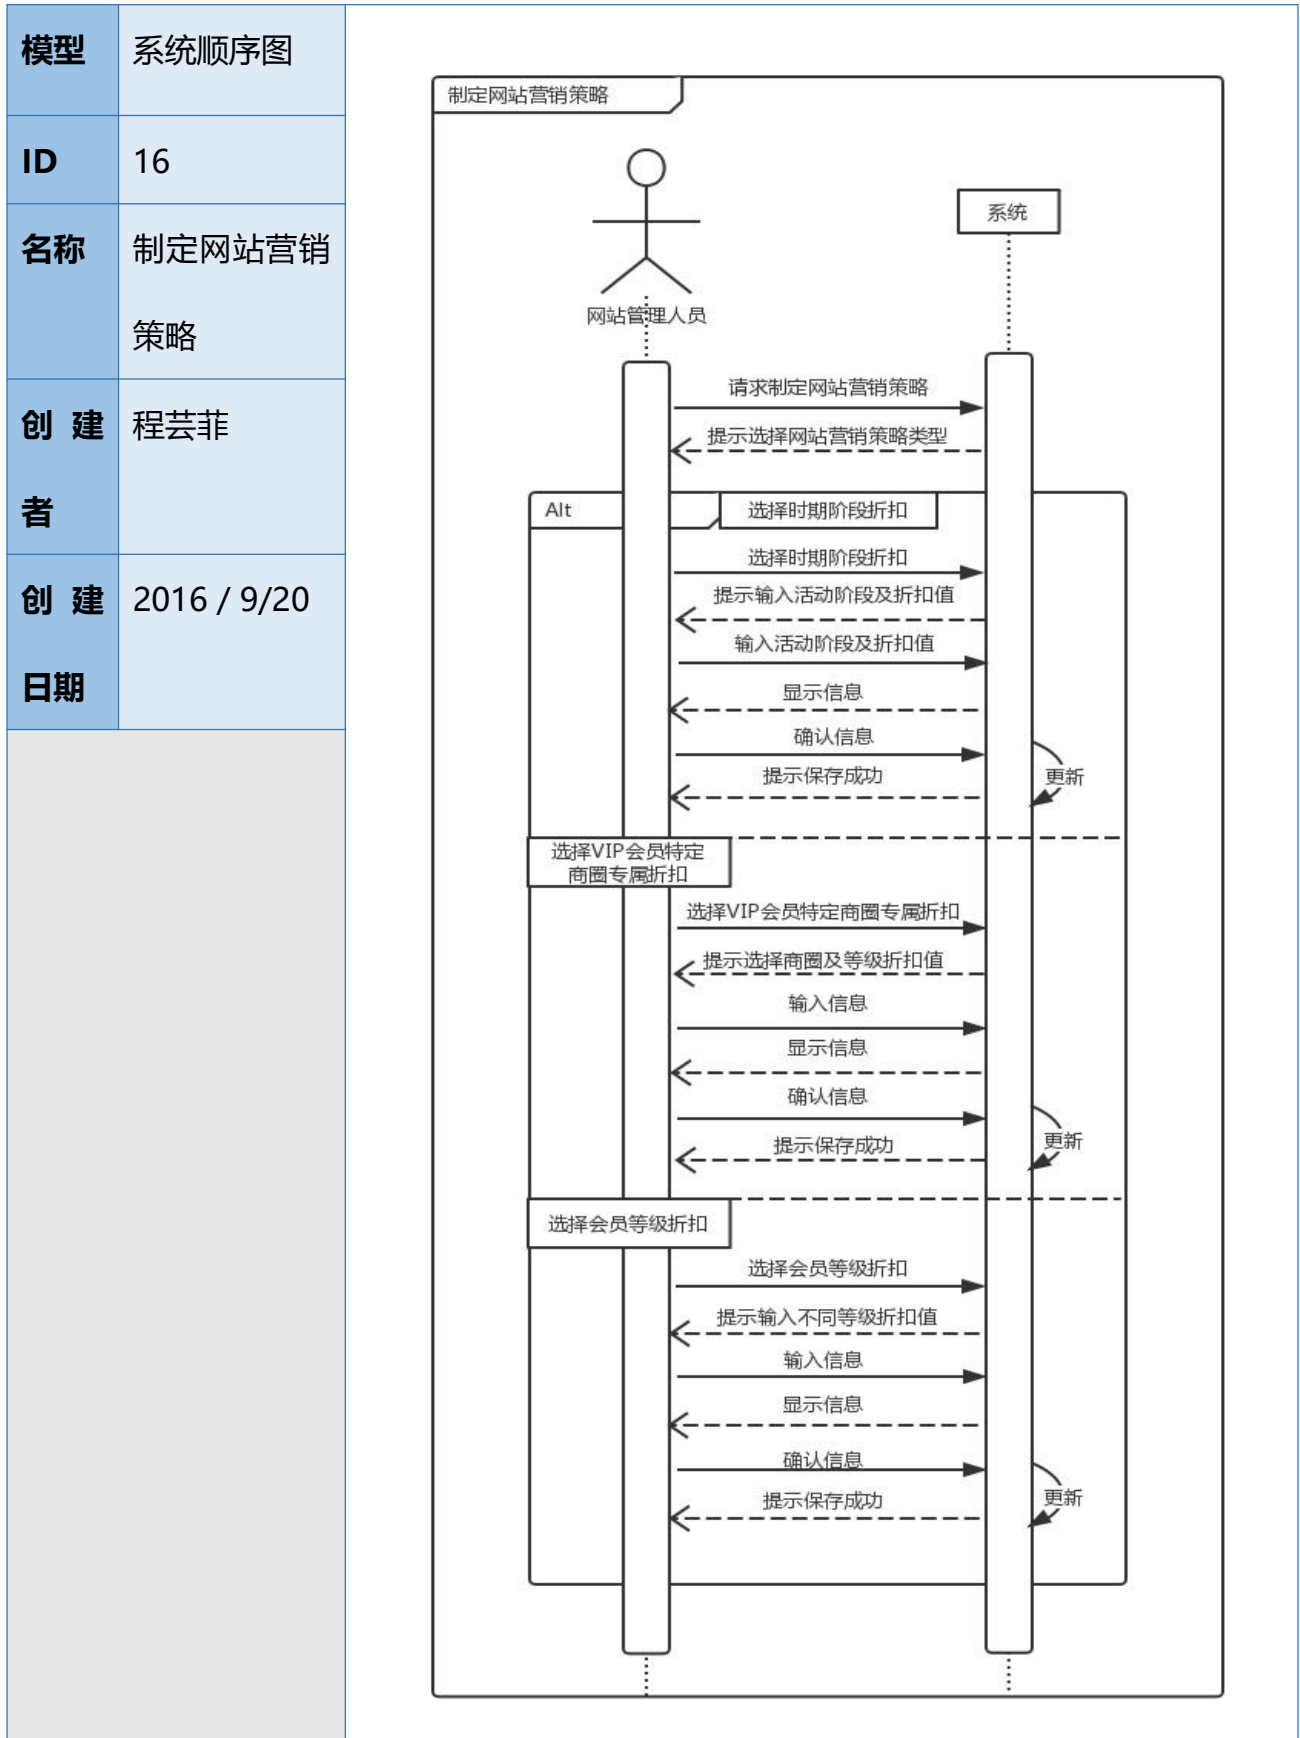 模型
系统顺序图
ID
16
名称
制定网站营销
策略
创 建
者
程芸菲
创 建
日期
2016 / 9/20
制定网站营销策略
系统
网站管理人员
请求制定网站营销策略
提示选择网站营销策略类型
Alt
选择时期阶段折扣
选择时期阶段折扣
提示输入活动阶段及折扣值
输入活动阶段及折扣值
显示信息
确认信息
更新
提示保存成功
选择VIP会员特定
商圈专属折扣
选择VIP会员特定商圈专属折扣
提示选择商圈及等级折扣值
输入信息
显示信息
确认信息
更新
提示保存成功
选择会员等级折扣
选择会员等级折扣
提示输入不同等级折扣值
输入信息
显示信息
确认信息
更新
提示保存成功